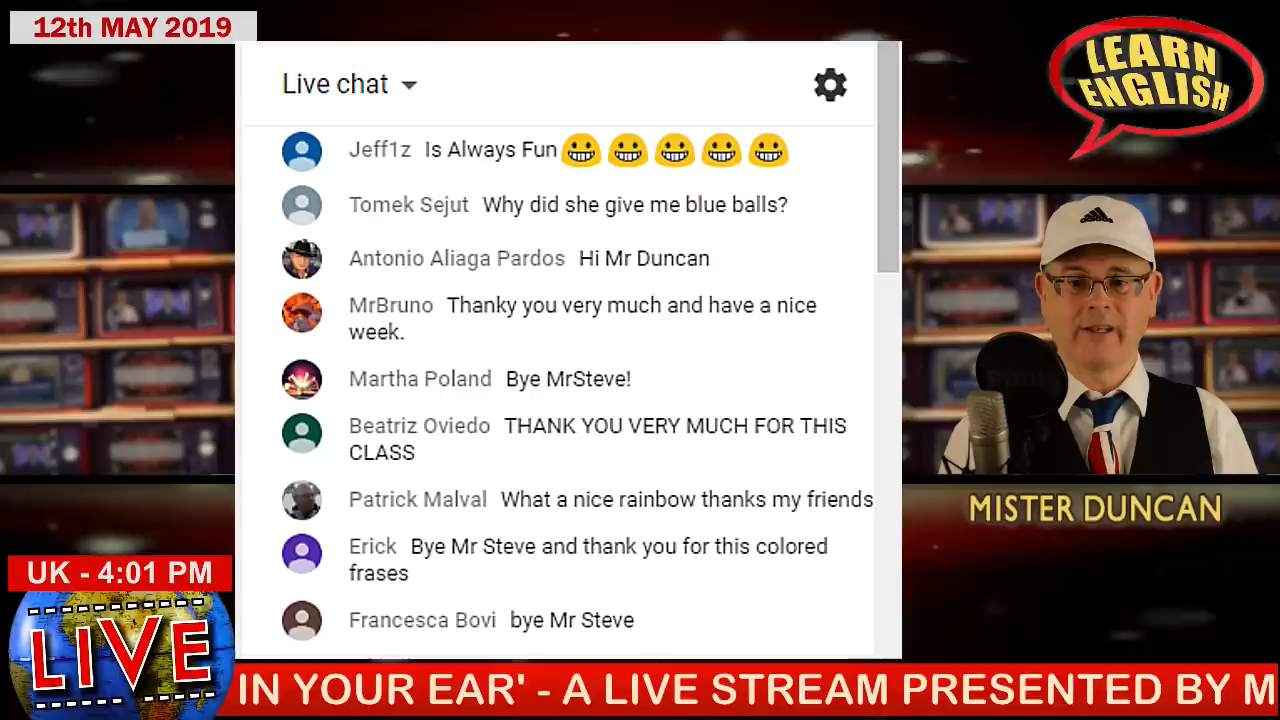 12th MAY 2019
LEARN
ENGLISH
Live chat
Jeff1z Is Always Fun😀😀😀😀😀
Tomek Sejut Why did she give me blue balls?
Antonio Aliaga Pardos Hi Mr Duncan
MrBruno Thanky you very much and have a nice
week.
Martha Poland Bye MrSteve!
Beatriz Oviedo THANK YOU VERY MUCH FOR THIS
CLASS
Patrick Malval What a nice rainbow thanks my friends
Erick Bye Mr Steve and thank you for this colored
frases
Francesca Bovi bye Mr Steve
MISTER DUNCAN
UK - 4:01 PM
LIVE
IN YOUR EAR' - A LIVE STREAM PRESENTED BY M